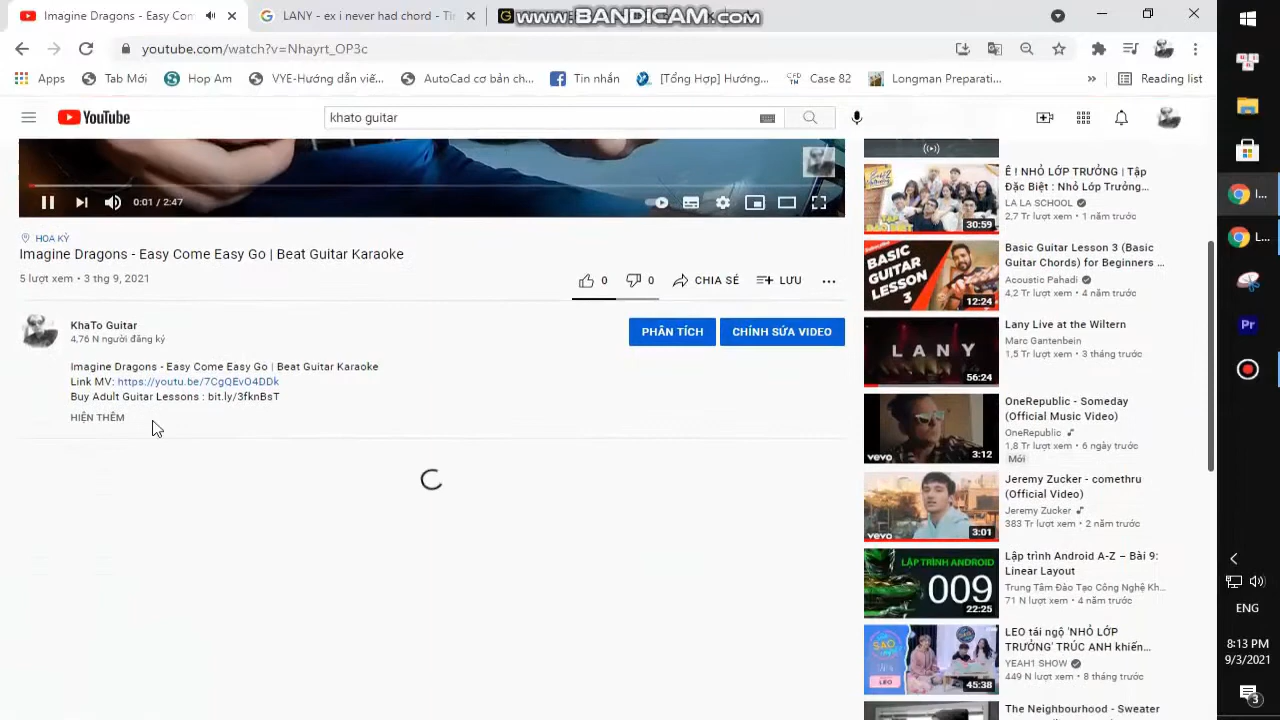 Imagine Dragons - Easy Com
LANY - ex i never had chord - Tì
WWW.BANDICAM.COM
youtube.com/watch?v=Nhayrt_OP3c
Apps
Tab Mới
Hop Am
VYE-Hướng dẫn viế...
AutoCad cơ bản ch...
Tin nhắn
[Tổng Hợp] Hướng...
Case 82
Longman Preparati...
»
Reading list
YouTube
khato guitar
0:01 / 2:47
HOA KỲ
Imagine Dragons - Easy Come Easy Go | Beat Guitar Karaoke
5 lượt xem • 3 thg 9, 2021
0
0
CHIA SẺ
LƯU
KhaTo Guitar
4,76 N người đăng ký
PHÂN TÍCH
CHỈNH SỬA VIDEO
Imagine Dragons - Easy Come Easy Go | Beat Guitar Karaoke
Link MV: https://youtu.be/7CgQEvO4DDk
Buy Adult Guitar Lessons : bit.ly/3fknBsT
HIỆN THÊM
30:59
Ê ! NHỎ LỚP TRƯỞNG | Tập
Đặc Biệt : Nhỏ Lớp Trưởng...
LA LA SCHOOL
2,7 Tr lượt xem • 1 năm trước
BASIC
GUITAR
LESSON
3
12:24
Basic Guitar Lesson 3 (Basic
Guitar Chords) for Beginners ...
Acoustic Pahadi
4,2 Tr lượt xem • 4 năm trước
LANY
56:24
Lany Live at the Wiltern
Marc Gantenbein
1,5 Tr lượt xem • 3 tháng trước
vevo
3:12
OneRepublic - Someday
(Official Music Video)
OneRepublic
1,8 Tr lượt xem • 6 ngày trước
Mới
vevo
3:01
Jeremy Zucker - comethru
(Official Video)
Jeremy Zucker
383 Tr lượt xem • 2 năm trước
LẬP TRÌNH ANDROID
009
22:25
Lập trình Android A-Z – Bài 9:
Linear Layout
Trung Tâm Đào Tạo Công Nghệ Kh...
71 N lượt xem • 4 năm trước
SAO
LEO
45:38
LEO tái ngộ 'NHỎ LỚP
TRƯỞNG' TRÚC ANH khiến...
YEAH1 SHOW
449 N lượt xem • 8 tháng trước
The Neighbourhood - Sweater
I...
L...
Pr
ENG
8:13 PM
9/3/2021
3